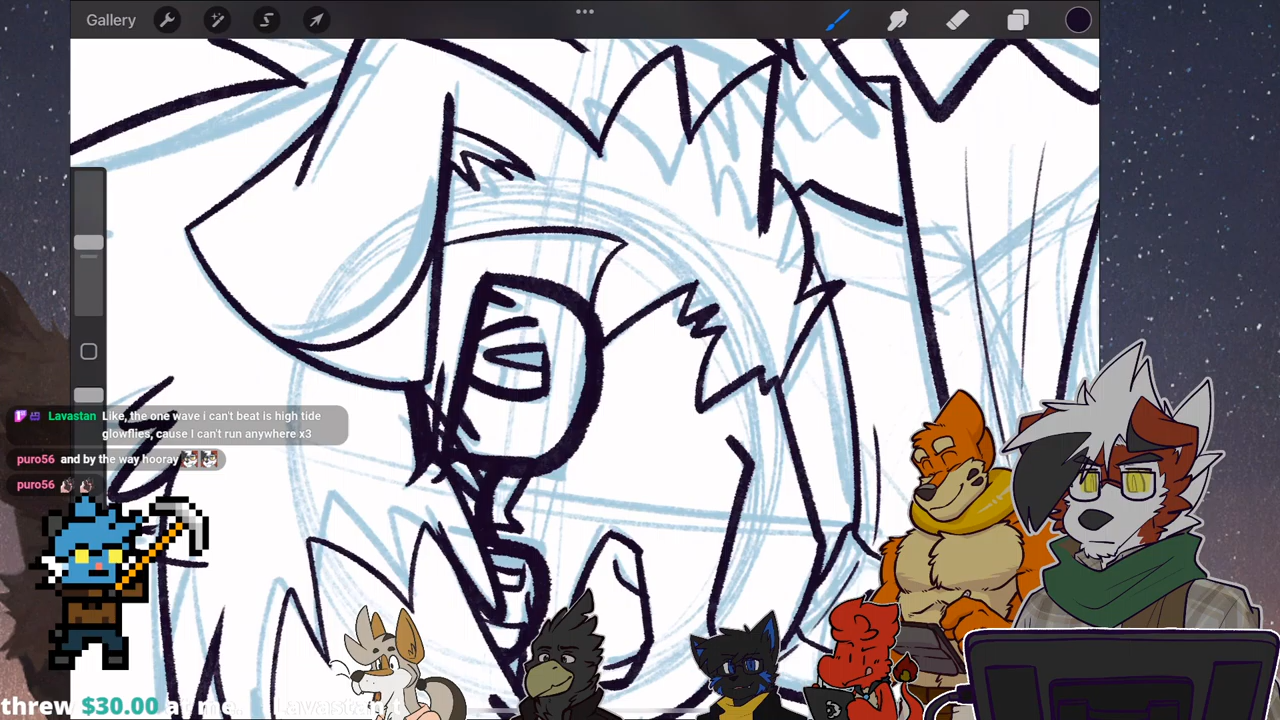 Gallery
Lavastan Like, the one wave i can't beat is high tide
glowflies, cause I can't run anywhere x3
puro56 and by the way hooray
puro56
threw $30.00 at me.